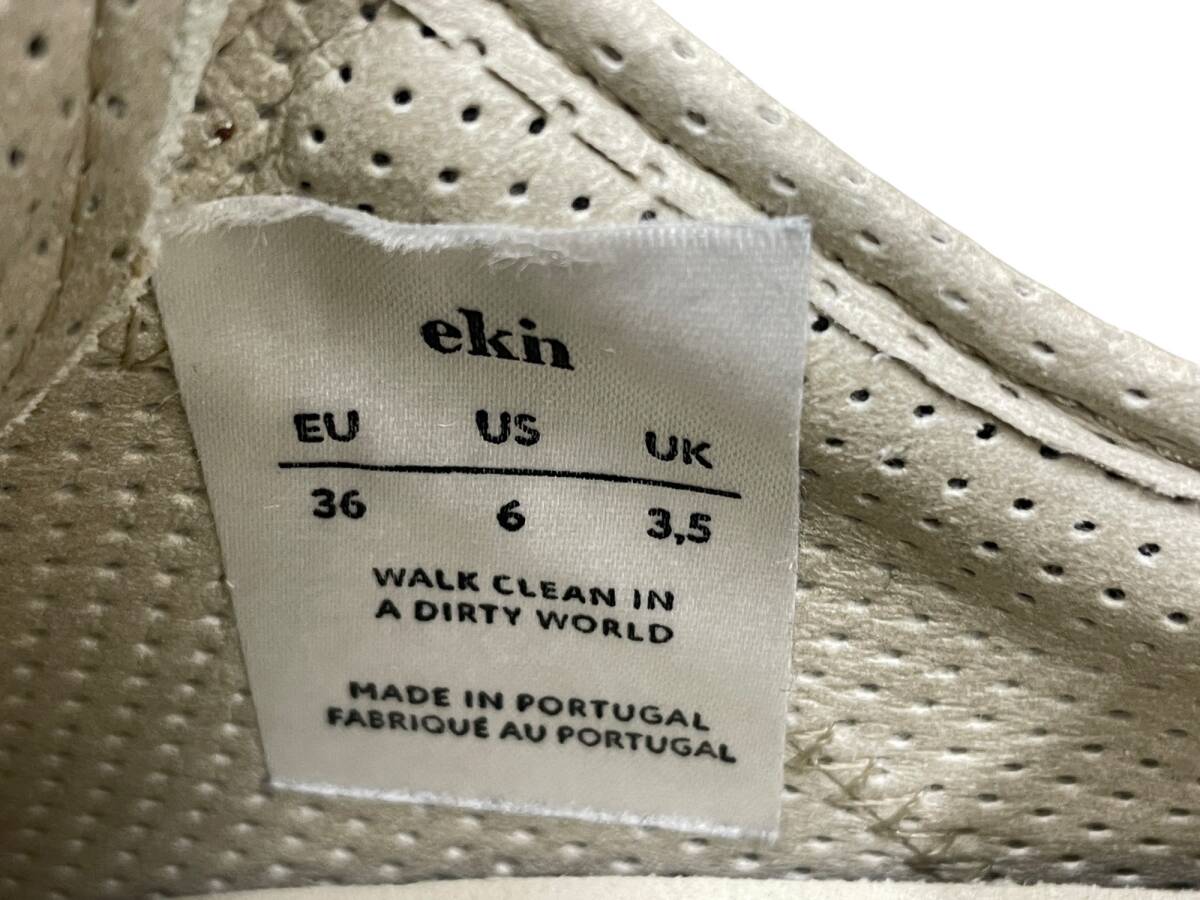 ekin
EU US UK
36 6 3,5
WALK CLEAN IN
A DIRTY WORLD
MADE IN PORTUGAL
FABRIQUÉ AU PORTUGAL